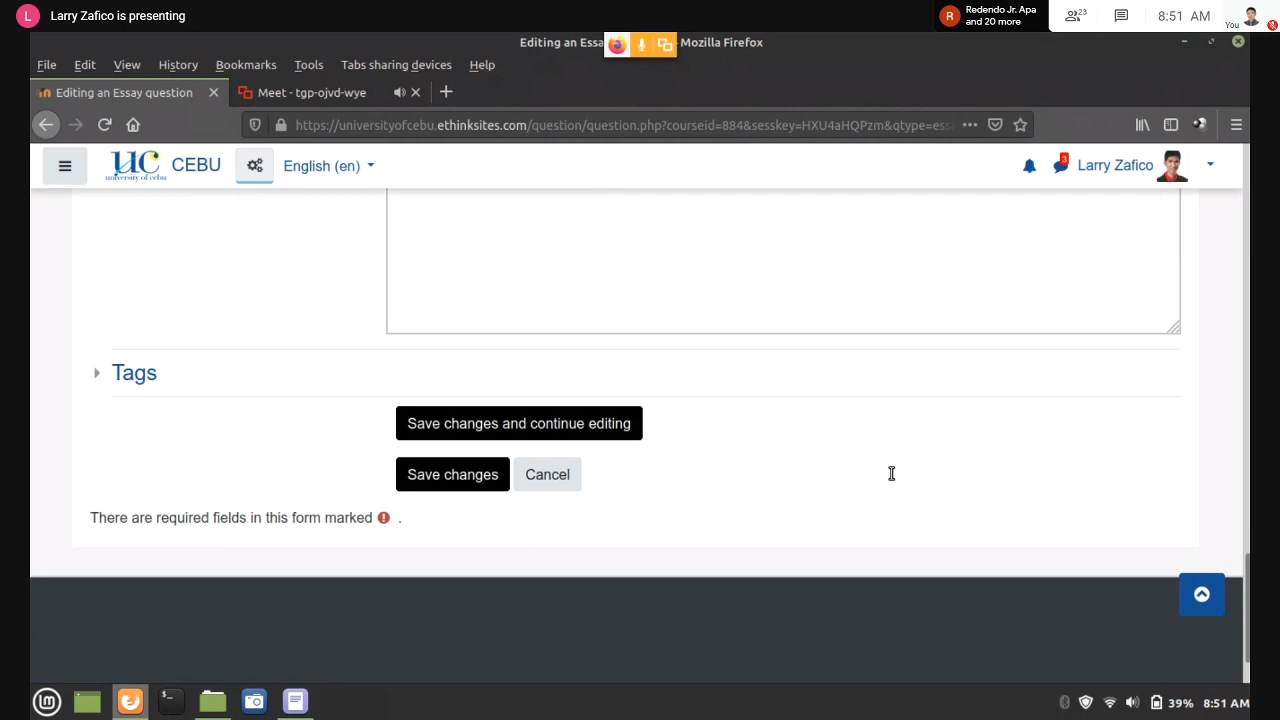 L Larry Zafico is presenting
R Redendo Jr. Apa
and 20 more
23
8:51 AM
You
Editing an Essa
- Mozilla Firefox
File Edit View History Bookmarks Tools Tabs sharing devices Help
Editing an Essay question
Meet - tgp-ojvd-wye
https://universityofcebu.ethinksites.com/question/question.php?courseid=884&sesskey=HXU4aHQPzm&qtype=ess
UC
university of cebu
CEBU
English (en)
3
Larry Zafico
Tags
Save changes and continue editing
Save changes
Cancel
There are required fields in this form marked .
lm
39%
8:51 AM